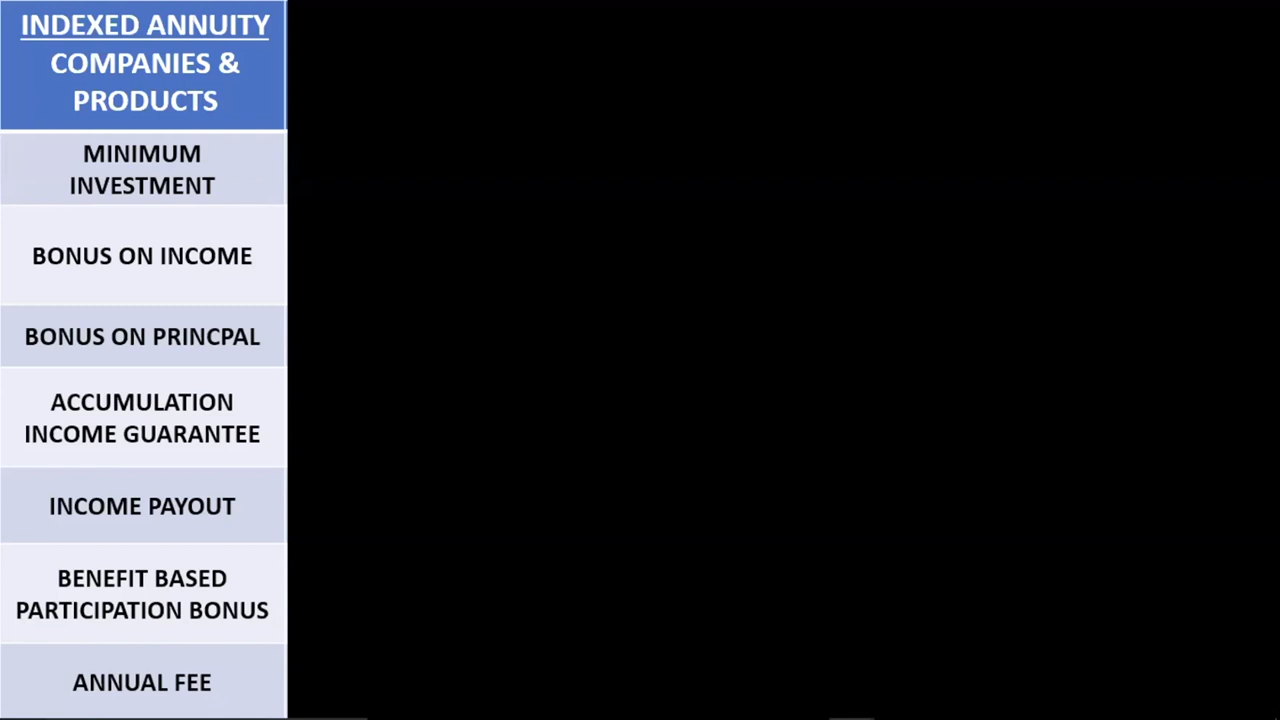 INDEXED ANNUITY
COMPANIES &
PRODUCTS
MINIMUM
INVESTMENT
BONUS ON INCOME
BONUS ON PRINCPAL
ACCUMULATION
INCOME GUARANTEE
INCOME PAYOUT
BENEFIT BASED
PARTICIPATION BONUS
ANNUAL FEE